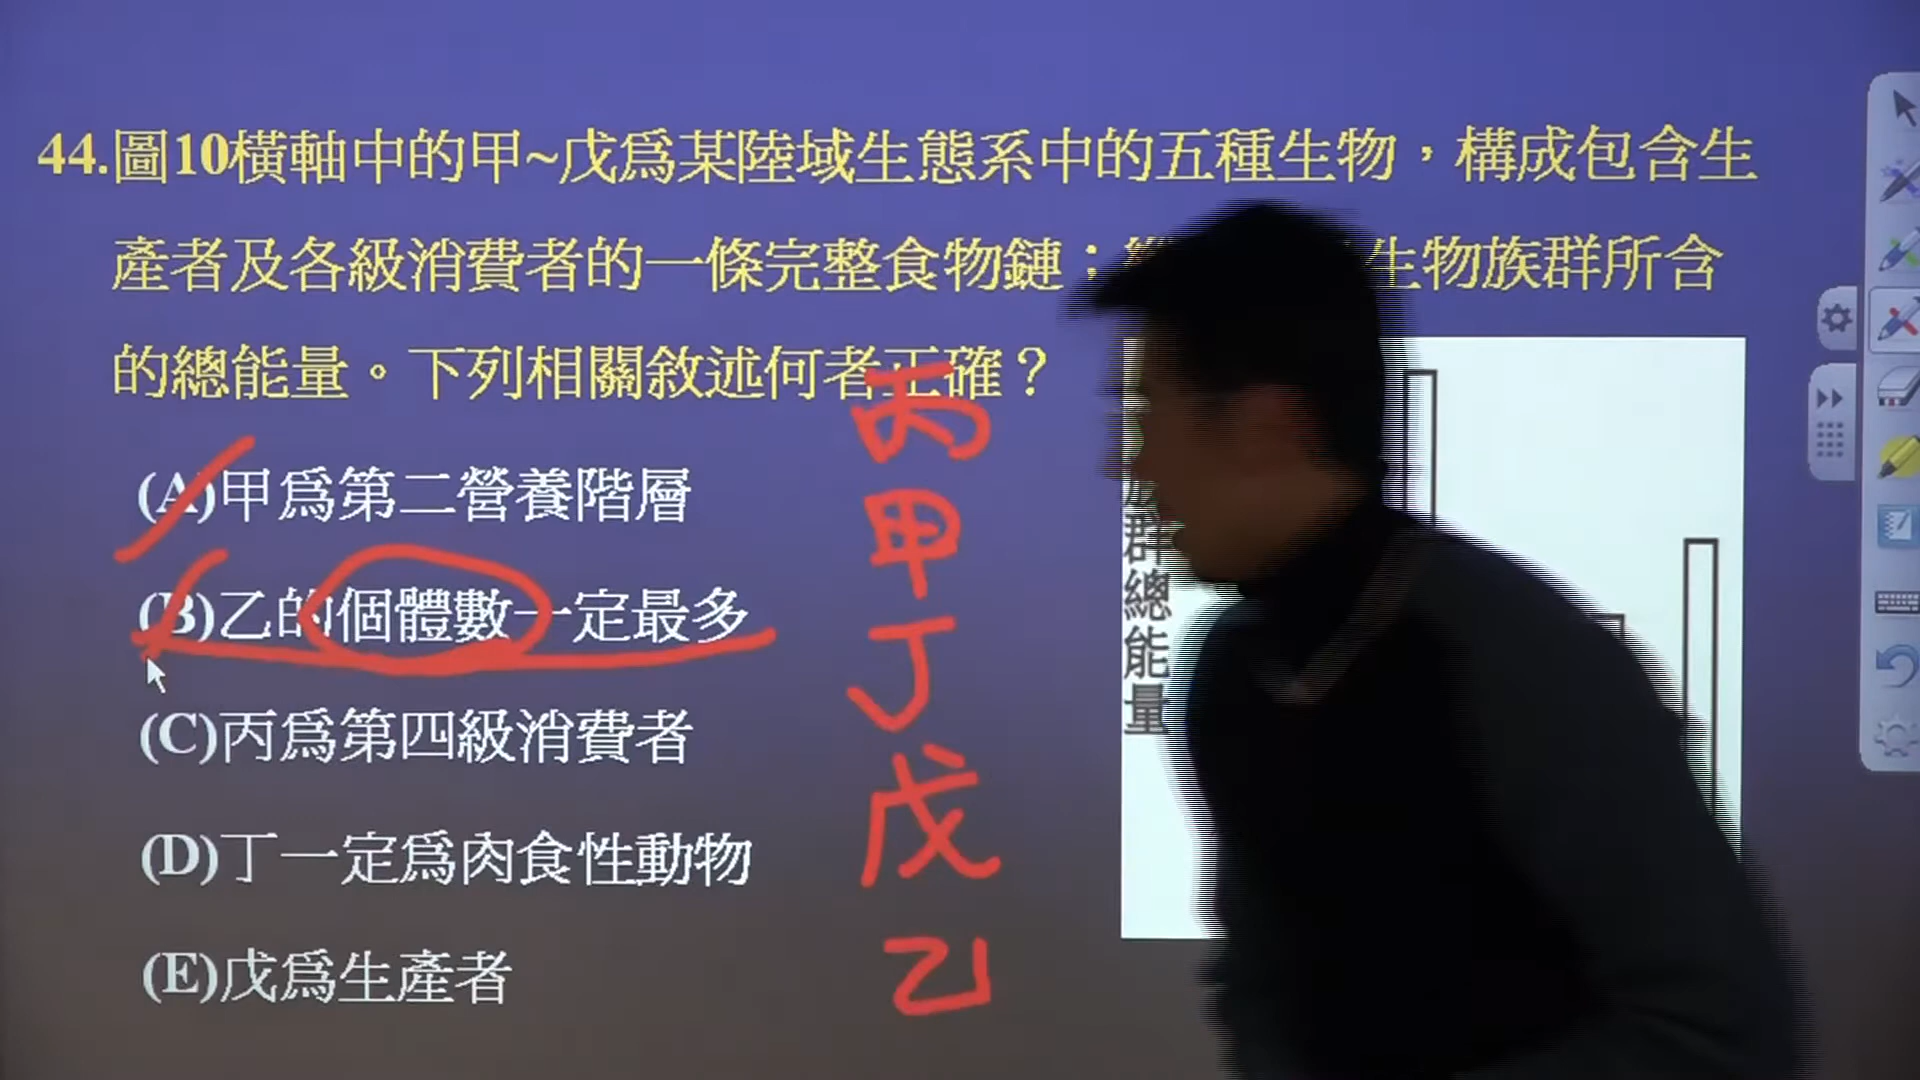 44.圖10橫軸中的甲~戊爲某陸域生態系中的五種生物，構成包含生
產者及各級消費者的一條完整食物鏈；生物族群所含
的總能量。下列相關敘述何者正確？
(A)甲爲第二營養階層
(B)乙的個體數一定最多
(C)丙爲第四級消費者
(D)丁一定爲肉食性動物
(E)戊爲生產者
丙
甲
丁
戊
乙
群總能量